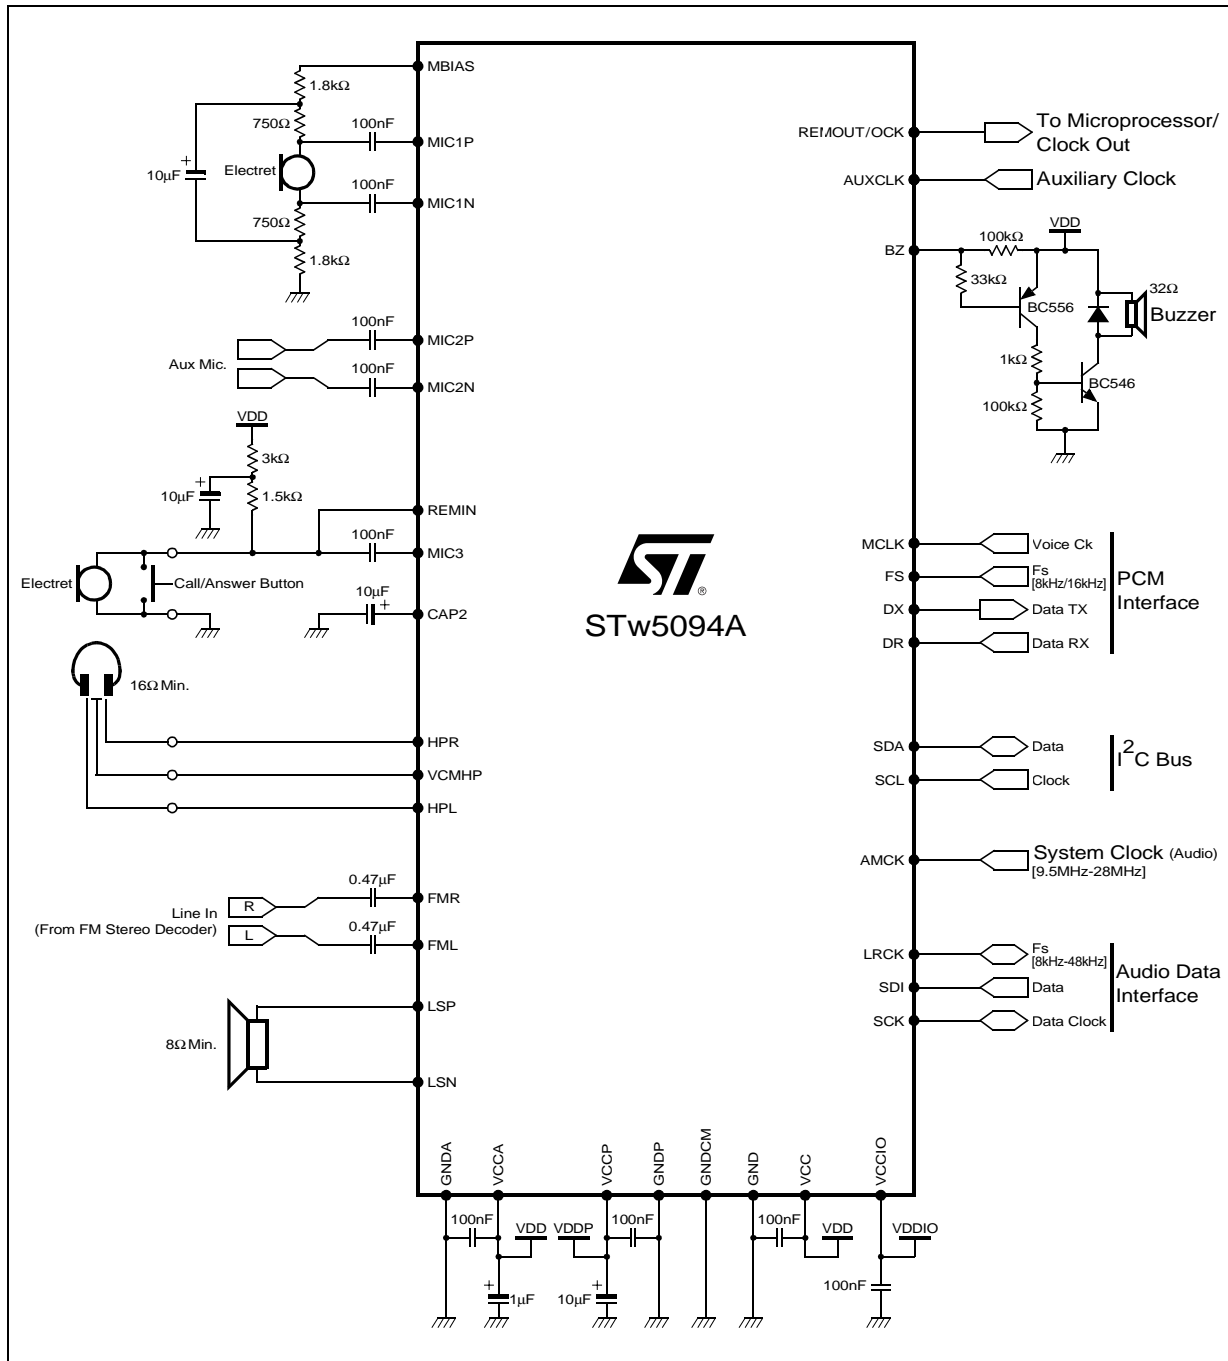 MBIAS
1.8kΩ
750Ω
100nF
MIC1P
+
10µF
Electret
100nF
MIC1N
750Ω
1.8kΩ
100nF
MIC2P
Aux Mic.
100nF
MIC2N
VDD
3kΩ
+
10µF
1.5kΩ
REMIN
100nF
MIC3
Electret
Call/Answer Button
10µF
+
CAP2
16Ω Min.
HPR
VCMHP
HPL
0.47µF
R
FMR
Line In
(From FM Stereo Decoder)
0.47µF
L
FML
LSP
8Ω Min.
LSN
ST®
STw5094A
REMOUT/OCK
To Microprocessor/
Clock Out
AUXCLK
Auxiliary Clock
VDD
100kΩ
BZ
33kΩ
BC556
32Ω
Buzzer
1kΩ
BC546
100kΩ
MCLK
Voice Ck
FS
Fs
[8kHz/16kHz]
DX
Data TX
DR
Data RX
PCM
Interface
SDA
Data
SCL
Clock
I2C Bus
AMCK
System Clock (Audio)
[9.5MHz-28MHz]
LRCK
Fs
[8kHz-48kHz]
SDI
Data
SCK
Data Clock
Audio Data
Interface
GNDA
VCCA
VCCP
GNDP
GNDCM
GND
VCC
VCCIO
100nF
VDD
VDDP
100nF
100nF
VDD
VDDIO
+
1µF
10µF
+
100nF